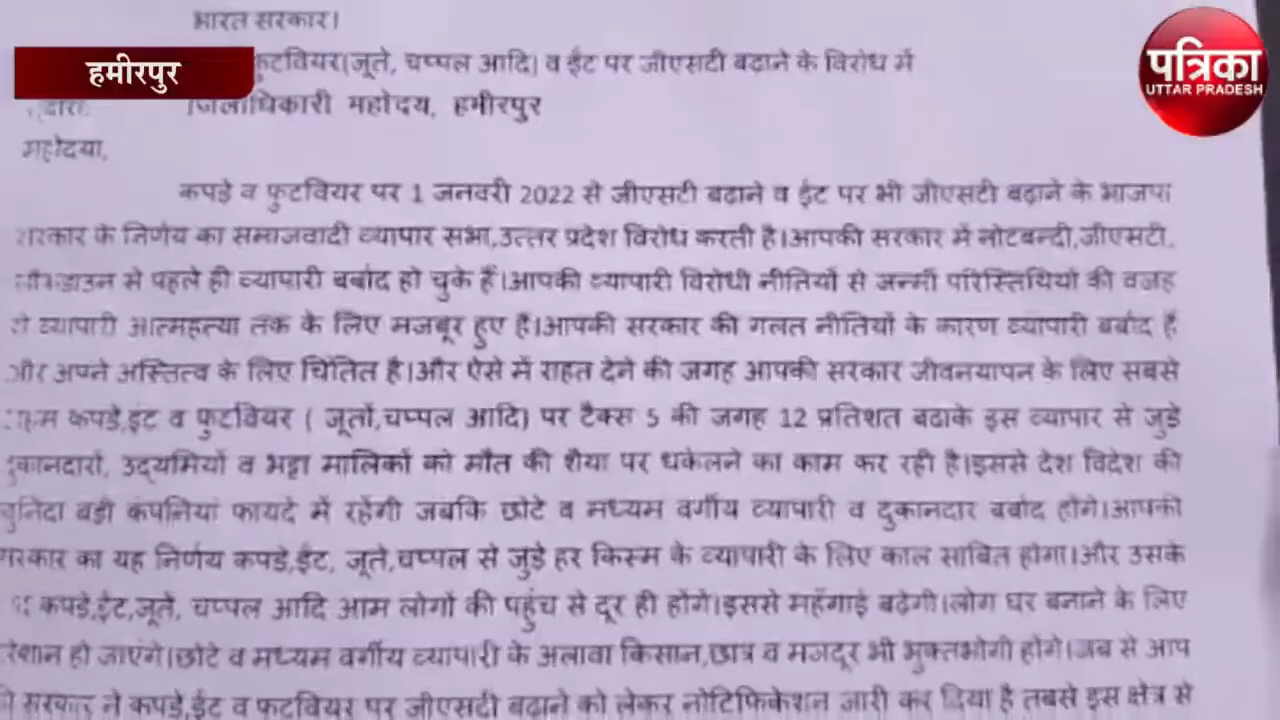 भारत सरकार।
हमीरपुर
फुटवियर(जूते, चप्पल आदि) व ईंट पर जीएसटी बढ़ाने के विरोध में
पत्रिका
UTTAR PRADESH
जिलाधिकारी महोदय, हमीरपुर
महोदया,
कपडे व फुटवियर पर 1 जनवरी 2022 से जीएसटी बढाने व ईंट पर भी जीएसटी बढ़ाने के भाजपा
सरकार के निर्णय का समाजवादी व्यापार सभा,उत्तर प्रदेश विरोध करती है।आपकी सरकार में नोटबन्दी,जीएसटी,
से पहले ही व्यापारी बर्बाद हो चुके हैं।आपकी व्यापारी विरोधी नीतियों से जन्मी परिस्तिथियों की वजह
से व्यापारी आत्महत्या तक के लिए मजबूर हुए है।आपकी सरकार की गलत नीतियों के कारण व्यापारी बर्बाद है
और अपने अस्तित्व के लिए चिंतित है।और ऐसे में राहत देने की जगह आपकी सरकार जीवनयापन के लिए सबसे
कपडे,ईंट व फुटवियर ( जूतों,चप्पल आदि) पर टैक्स 5 की जगह 12 प्रतिशत बढाके इस व्यापार से जुड़े
दुकानदारों, उद्यमियों व भट्टा मालिकों को मौत की शैया पर धकेलने का काम कर रही है।इससे देश विदेश की
चुनिंदा बड़ी कंपनियां फायदे में रहेंगी जबकि छोटे व मध्यम वर्गीय व्यापारी व दुकानदार बर्बाद होंगे।आपकी
सरकार का यह निर्णय कपडे,ईंट, जूते,चप्पल से जुड़े हर किस्म के व्यापारी के लिए काल साबित होगा।और उसके
कपडे,ईंट,जूते, चप्पल आदि आम लोगों की पहुंच से दूर ही होंगे।इससे महँगाई बढ़ेगी।लोग घर बनाने के लिए
परेशान हो जाएंगे।छोटे व मध्यम वर्गीय व्यापारी के अलावा किसान,छात्र व मजदूर भी भुक्तभोगी होंगे।जब से आप
की सरकार ने कपडे,ईंट व फुटवियर पर जीएसटी बढ़ाने को लेकर नोटिफिकेशन जारी कर दिया है तबसे इस क्षेत्र से